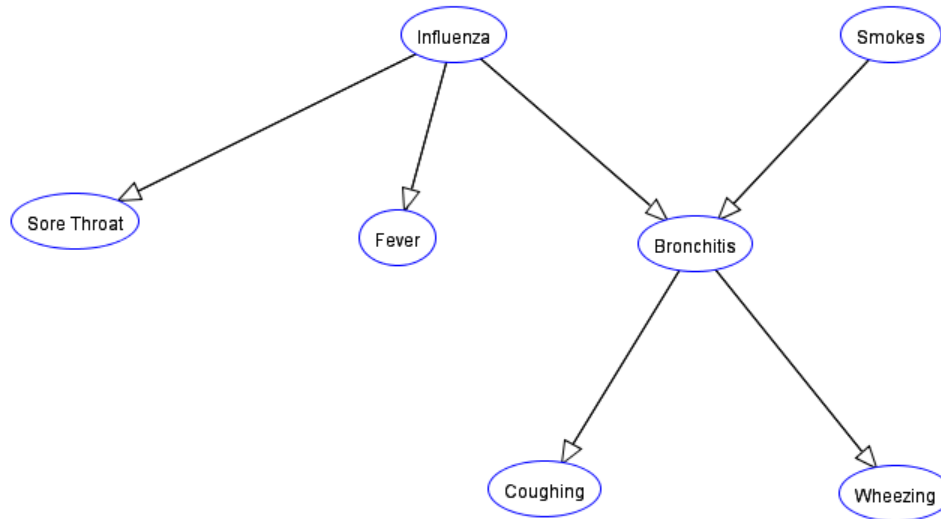 Influenza
Smokes
Sore Throat
Fever
Bronchitis
Coughing
Wheezing